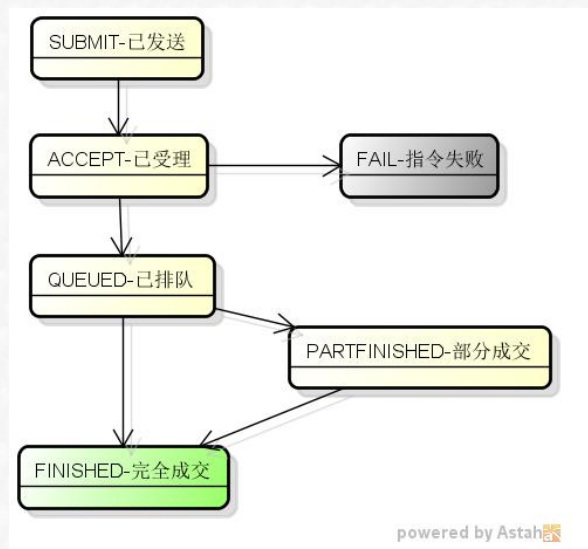 SUBMIT-已发送
ACCEPT-已受理
FAIL-指令失败
QUEUED-已排队
PARTFINISHED-部分成交
FINISHED-完全成交
powered by Astah